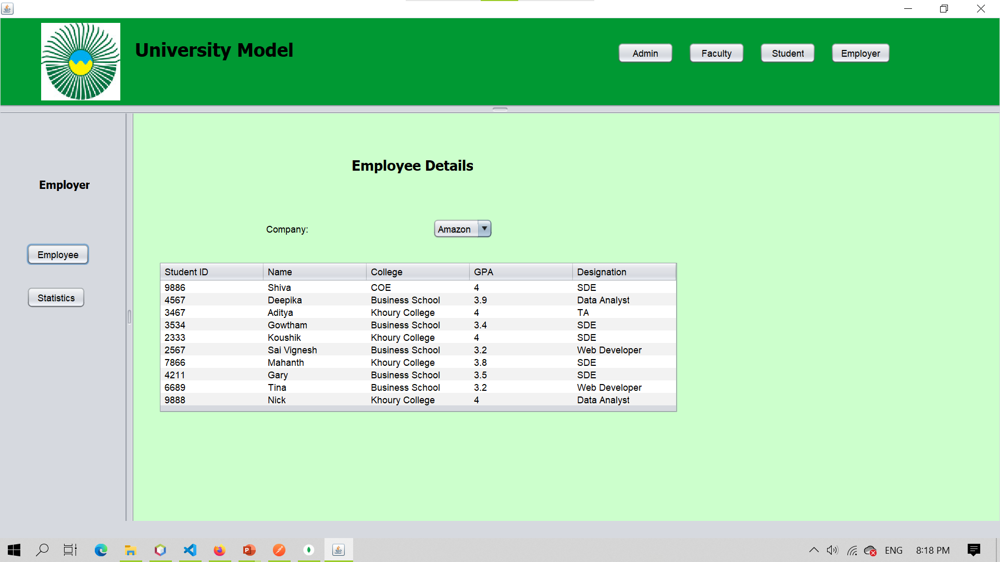 University Model
Admin Faculty Student Employer
Employee Details
Employer
Company: Amazon
Employee
Statistics
Student ID Name College GPA Designation
9886 Shiva COE 4 SDE
4567 Deepika Business School 3.9 Data Analyst
3467 Aditya Khoury College 4 TA
3534 Gowtham Business School 3.4 SDE
2333 Koushik Khoury College 4 SDE
2567 Sai Vignesh Business School 3.2 Web Developer
7866 Mahanth Khoury College 3.8 SDE
4211 Gary Business School 3.5 SDE
6689 Tina Business School 3.2 Web Developer
9888 Nick Khoury College 4 Data Analyst
P ENG 8:18 PM